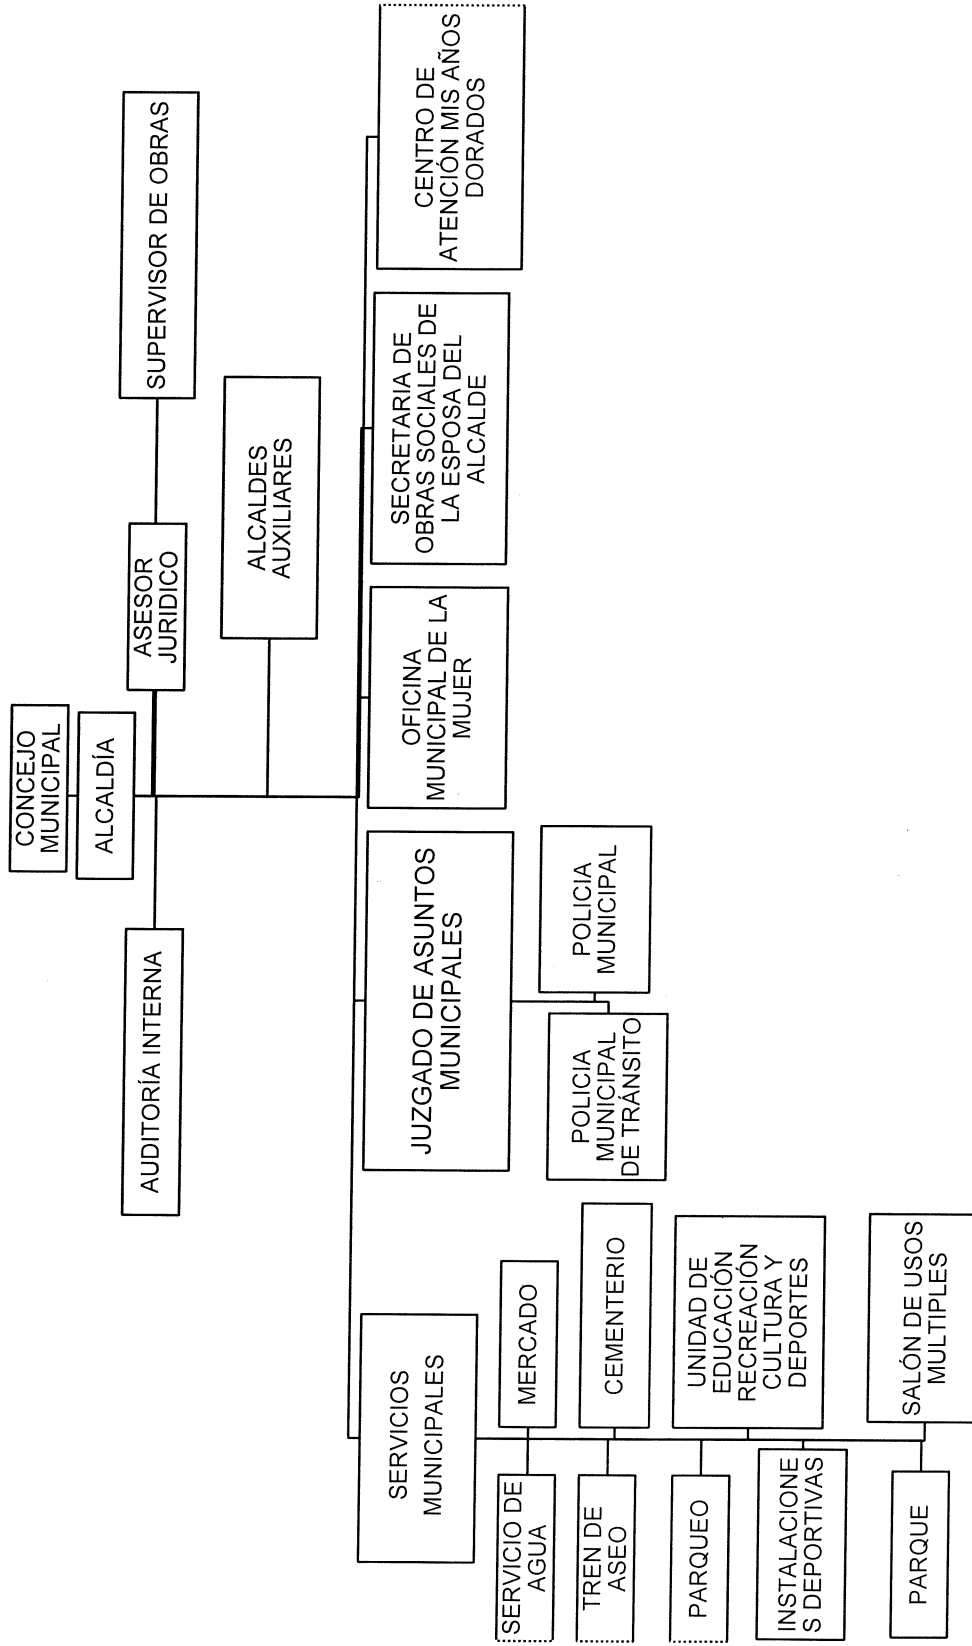 CONCEJO
MUNICIPAL
ALCALDÍA
AUDITORÍA INTERNA
ASESOR
JURIDICO
SUPERVISOR DE OBRAS
ALCALDES
AUXILIARES
SERVICIOS
MUNICIPALES
JUZGADO DE ASUNTOS
MUNICIPALES
OFICINA
MUNICIPAL DE LA
MUJER
SECRETARIA DE
OBRAS SOCIALES DE
LA ESPOSA DEL
ALCALDE
CENTRO DE
ATENCIÓN MIS AÑOS
DORADOS
SERVICIO DE
AGUA
MERCADO
TREN DE
ASEO
CEMENTERIO
PARQUEO
UNIDAD DE
EDUCACIÓN
RECREACIÓN
CULTURA Y
DEPORTES
INSTALACIONE
S DEPORTIVAS
PARQUE
SALÓN DE USOS
MULTIPLES
POLICIA
MUNICIPAL
DE TRÁNSITO
POLICIA
MUNICIPAL